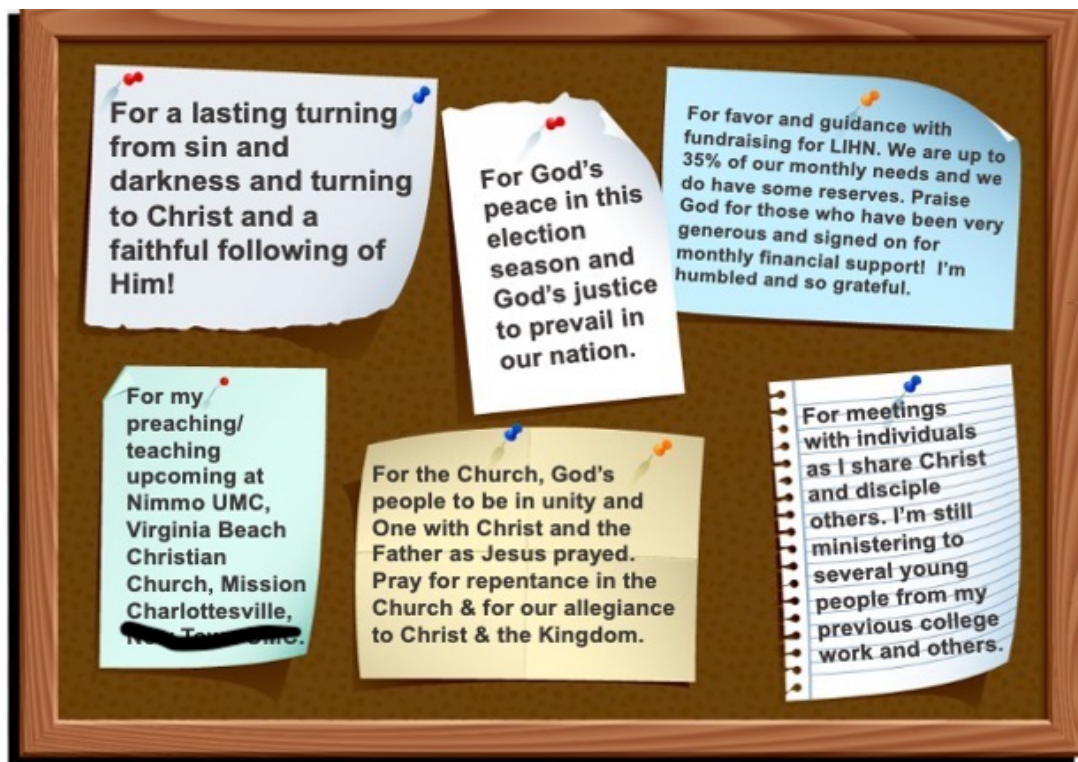 For a lasting turning
from sin and
darkness and turning
to Christ and a
faithful following of
Him!
For God's
peace in this
election
season and
God's justice
to prevail in
our nation.
For favor and guidance with
fundraising for LIHN. We are up to
35% of our monthly needs and we
do have some reserves. Praise
God for those who have been very
generous and signed on for
monthly financial support!  I'm
humbled and so grateful.
For my
preaching/
teaching
upcoming at
Nimmo UMC,
Virginia Beach
Christian
Church, Mission
Charlottesville,
For the Church, God's
people to be in unity and
One with Christ and the
Father as Jesus prayed.
Pray for repentance in the
Church & for our allegiance
to Christ & the Kingdom.
For meetings
with individuals
as I share Christ
and disciple
others. I'm still
ministering to
several young
people from my
previous college
work and others.